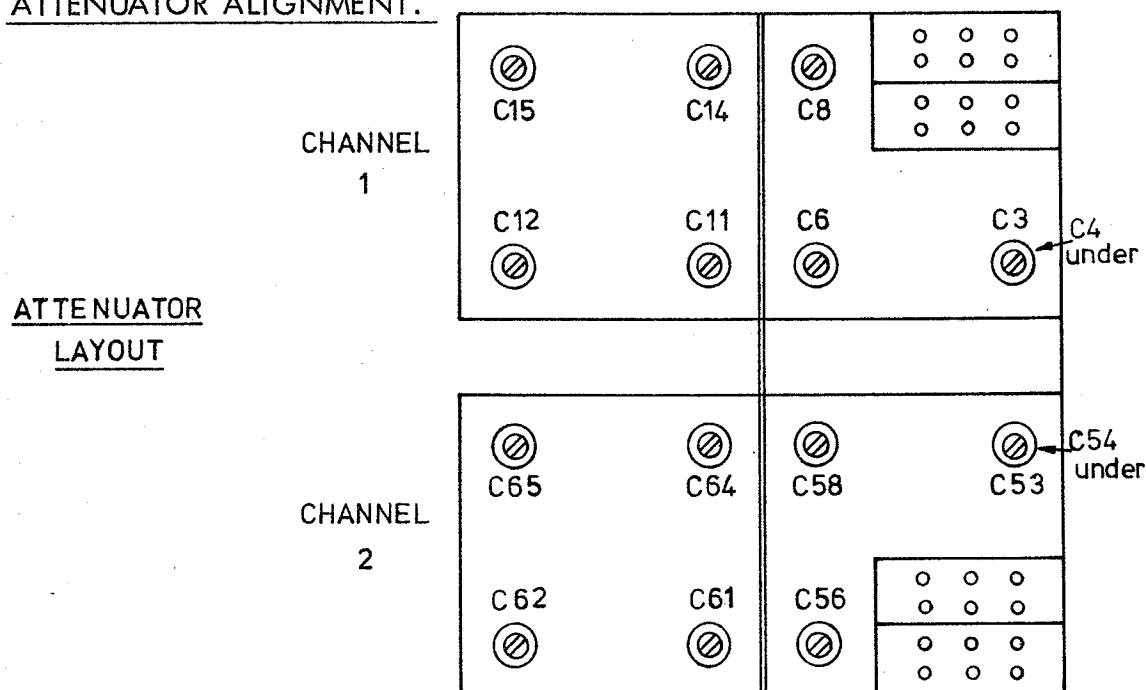 ATTENUATOR ALIGNMENT.
C15 C14 C8
CHANNEL
1
C12 C11 C6 C3
C4
under
ATTENUATOR
LAYOUT
C65 C64 C58 C53
C54
under
CHANNEL
2
C62 C61 C56